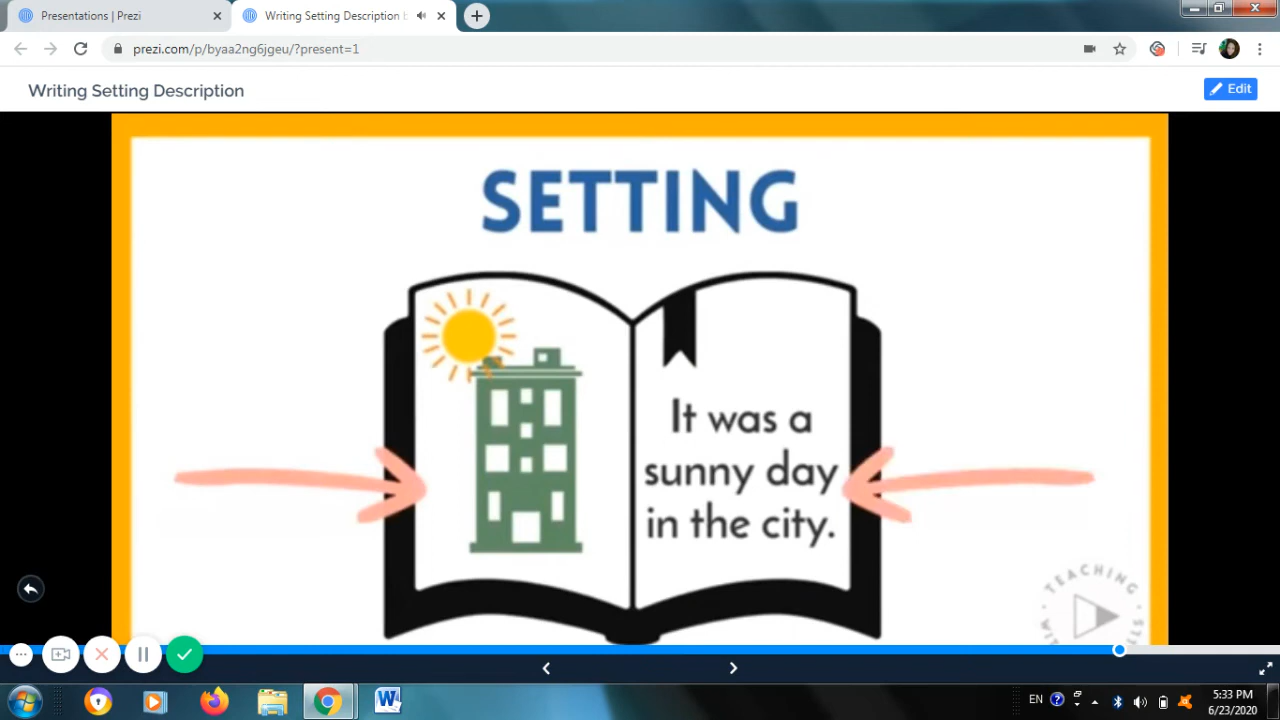 Presentations | Prezi
Writing Setting Description
prezi.com/p/byaa2ng6jgeu/?present=1
Writing Setting Description
Edit
SETTING
It was a
sunny day
in the city.
TEACHING
EN
5:33 PM
6/23/2020